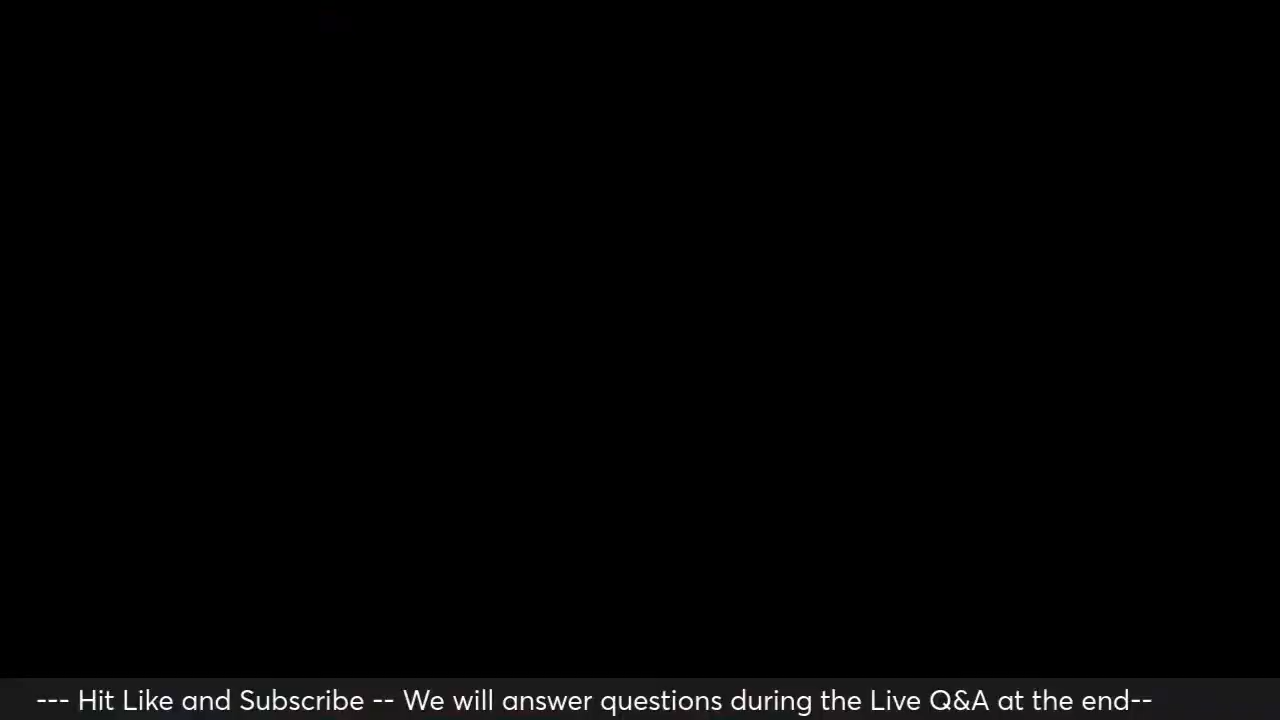 --- Hit Like and Subscribe -- We will answer questions during the Live Q&A at the end--